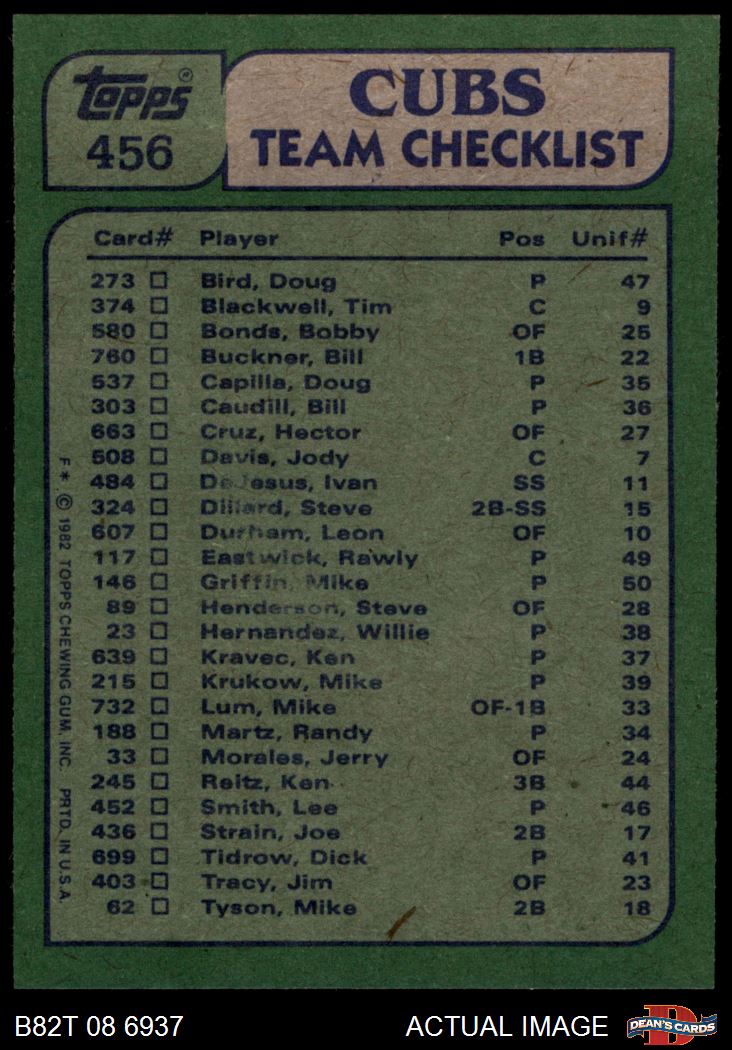 topps®
456
CUBS
TEAM CHECKLIST
Card# Player Pos Unif#
273 Bird, Doug P 47
374 Blackwell, Tim C 9
580 Bonds, Bobby OF 25
760 Buckner, Bill 1B 22
537 Capilla, Doug P 35
303 Caudill, Bill P 36
663 Cruz, Hector OF 27
508 Davis, Jody C 7
484 DeJesus, Ivan SS 11
324 Dillard, Steve 2B-SS 15
607 Durham, Leon OF 10
117 Eastwick, Rawly P 49
146 Griffin, Mike P 50
89 Henderson, Steve OF 28
23 Hernandez, Willie P 38
639 Kravec, Ken P 37
215 Krukow, Mike P 39
732 Lum, Mike OF-1B 33
188 Martz, Randy P 34
33 Morales, Jerry OF 24
245 Reitz, Ken 3B 44
452 Smith, Lee P 46
436 Strain, Joe 2B 17
699 Tidrow, Dick P 41
403 Tracy, Jim OF 23
62 Tyson, Mike 2B 18
F*. © 1982 TOPPS CHEWING GUM, INC. PRTD. IN U.S.A.
B82T 08 6937 ACTUAL IMAGE DEAN'S CARDS